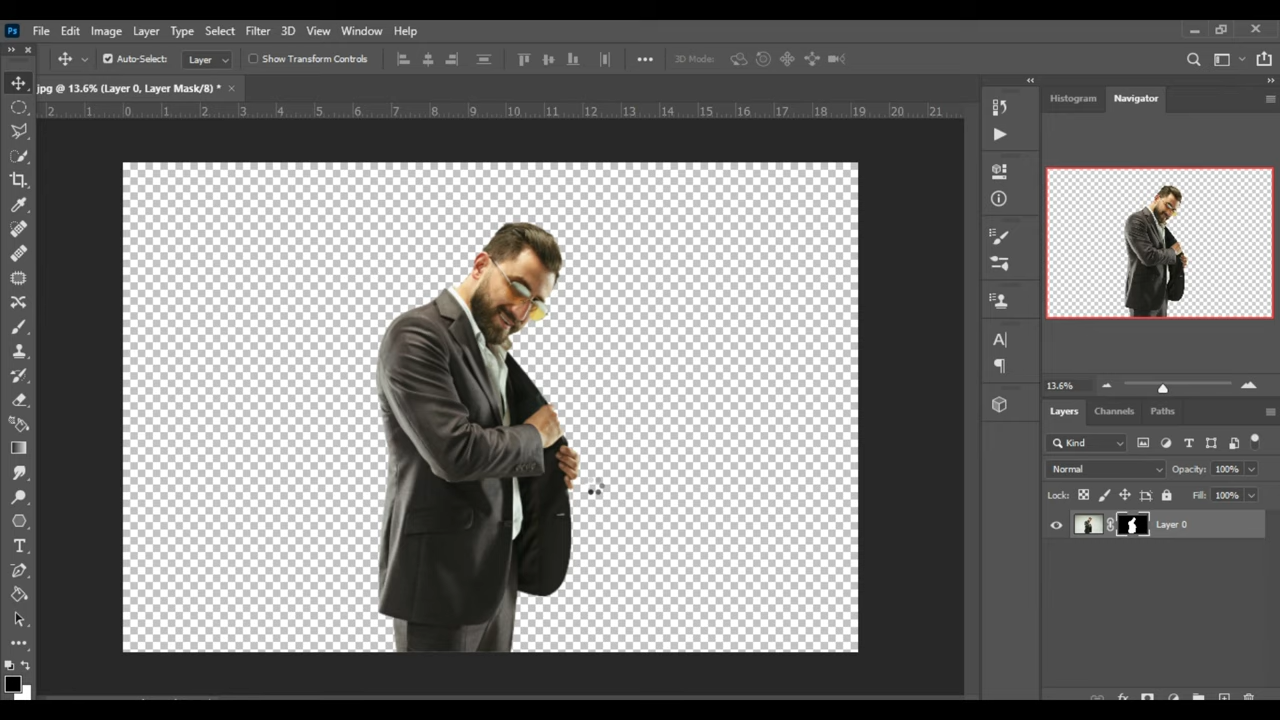 Ps File Edit Image Layer Type Select Filter 3D View Window Help
Auto-Select: Layer Show Transform Controls 3D Mode:
jpg @ 13.6% (Layer 0, Layer Mask/8) *
2 1 0 1 2 3 4 5 6 7 8 9 10 11 12 13 14 15 16 17 18 19 20 21
Histogram Navigator
13.6%
Layers Channels Paths
Kind
Normal Opacity: 100%
Lock: Fill: 100%
Layer 0